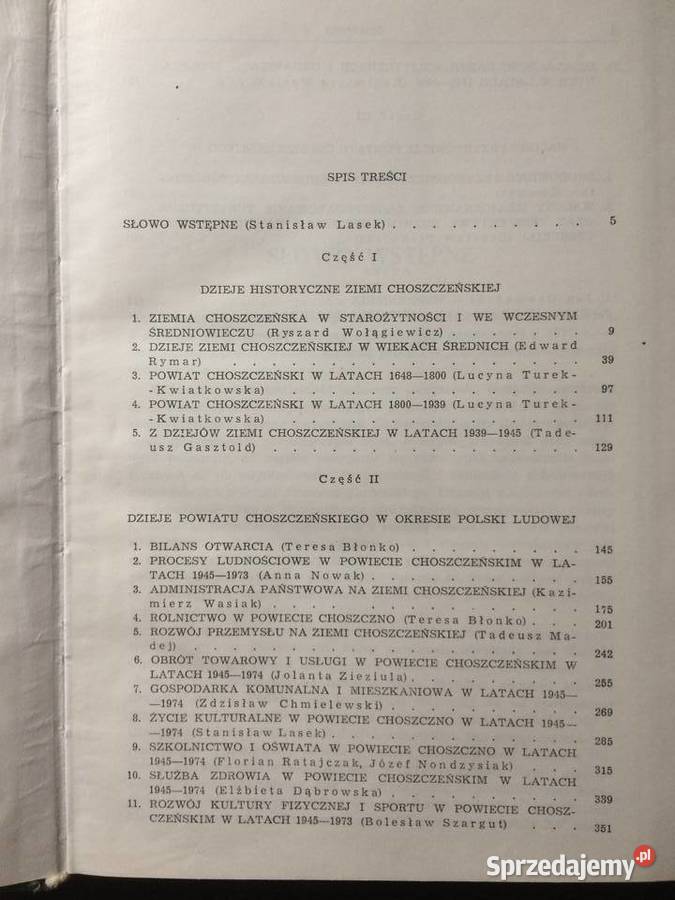 SPIS TREŚCI
SŁOWO WSTĘPNE (Stanisław Lasek) . . . . . . . . . . 5
Część I
DZIEJE HISTORYCZNE ZIEMI CHOSZCZEŃSKIEJ
1. ZIEMIA CHOSZCZEŃSKA W STAROŻYTNOŚCI I WE WCZESNYM
ŚREDNIOWIECZU (Ryszard Wołągiewicz) . . . . . . . 9
2. DZIEJE ZIEMI CHOSZCZEŃSKIEJ W WIEKACH ŚREDNICH (Edward
Rymar) . . . . . . . . . . . . . . . . . 39
3. POWIAT CHOSZCZEŃSKI W LATACH 1648—1800 (Lucyna Turek-
-Kwiatkowska) . . . . . . . . . . . . . . 97
4. POWIAT CHOSZCZEŃSKI W LATACH 1800—1939 (Lucyna Turek-
-Kwiatkowska) . . . . . . . . . . . . . . 111
5. Z DZIEJÓW ZIEMI CHOSZCZEŃSKIEJ W LATACH 1939—1945 (Tade-
usz Gasztold) . . . . . . . . . . . . . . . 129
Część II
DZIEJE POWIATU CHOSZCZEŃSKIEGO W OKRESIE POLSKI LUDOWEJ
1. BILANS OTWARCIA (Teresa Błonko) . . . . . . . . . 145
2. PROCESY LUDNOŚCIOWE W POWIECIE CHOSZCZEŃSKIM W LA-
TACH 1945—1973 (Anna Nowak) . . . . . . . . . . 155
3. ADMINISTRACJA PAŃSTWOWA NA ZIEMI CHOSZCZEŃSKIEJ (Kazi-
mierz Wasiak) . . . . . . . . . . . . . . . 175
4. ROLNICTWO W POWIECIE CHOSZCZNO (Teresa Błonko) . . . 201
5. ROZWÓJ PRZEMYSŁU NA ZIEMI CHOSZCZEŃSKIEJ (Tadeusz Ma-
dej) . . . . . . . . . . . . . . . . . . 242
6. OBRÓT TOWAROWY I USŁUGI W POWIECIE CHOSZCZEŃSKIM W
LATACH 1945—1974 (Jolanta Zieziula) . . . . . . . . 255
7. GOSPODARKA KOMUNALNA I MIESZKANIOWA W LATACH 1945—
—1974 (Zdzisław Chmielewski) . . . . . . . . . . 269
8. ŻYCIE KULTURALNE W POWIECIE CHOSZCZNO W LATACH 1945—
—1974 (Stanisław Lasek) . . . . . . . . . . . . 285
9. SZKOLNICTWO I OŚWIATA W POWIECIE CHOSZCZNO W LATACH
1945—1974 (Florian Ratajczak, Józef Nondzysiak) . . . . 315
10. SŁUŻBA ZDROWIA W POWIECIE CHOSZCZEŃSKIM W LATACH
1945—1974 (Elżbieta Dąbrowska) . . . . . . . . . 339
11. ROZWÓJ KULTURY FIZYCZNEJ I SPORTU W POWIECIE CHOSZ-
CZEŃSKIM W LATACH 1945—1973 (Bolesław Szargut) . . . 351
Sprzedajemy.pl